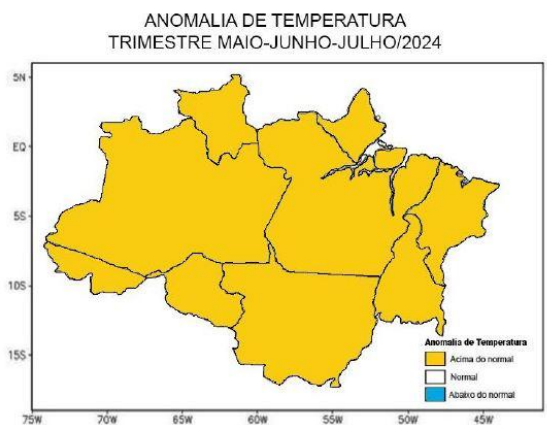 ANOMALIA DE TEMPERATURA
TRIMESTRE MAIO-JUNHO-JULHO/2024
5N
EQ
5S
10S
15S
Anomalia de Temperatura
Acima do normal
Normal
Abaixo do normal
75W 70W 65W 60W 55W 50W 45W